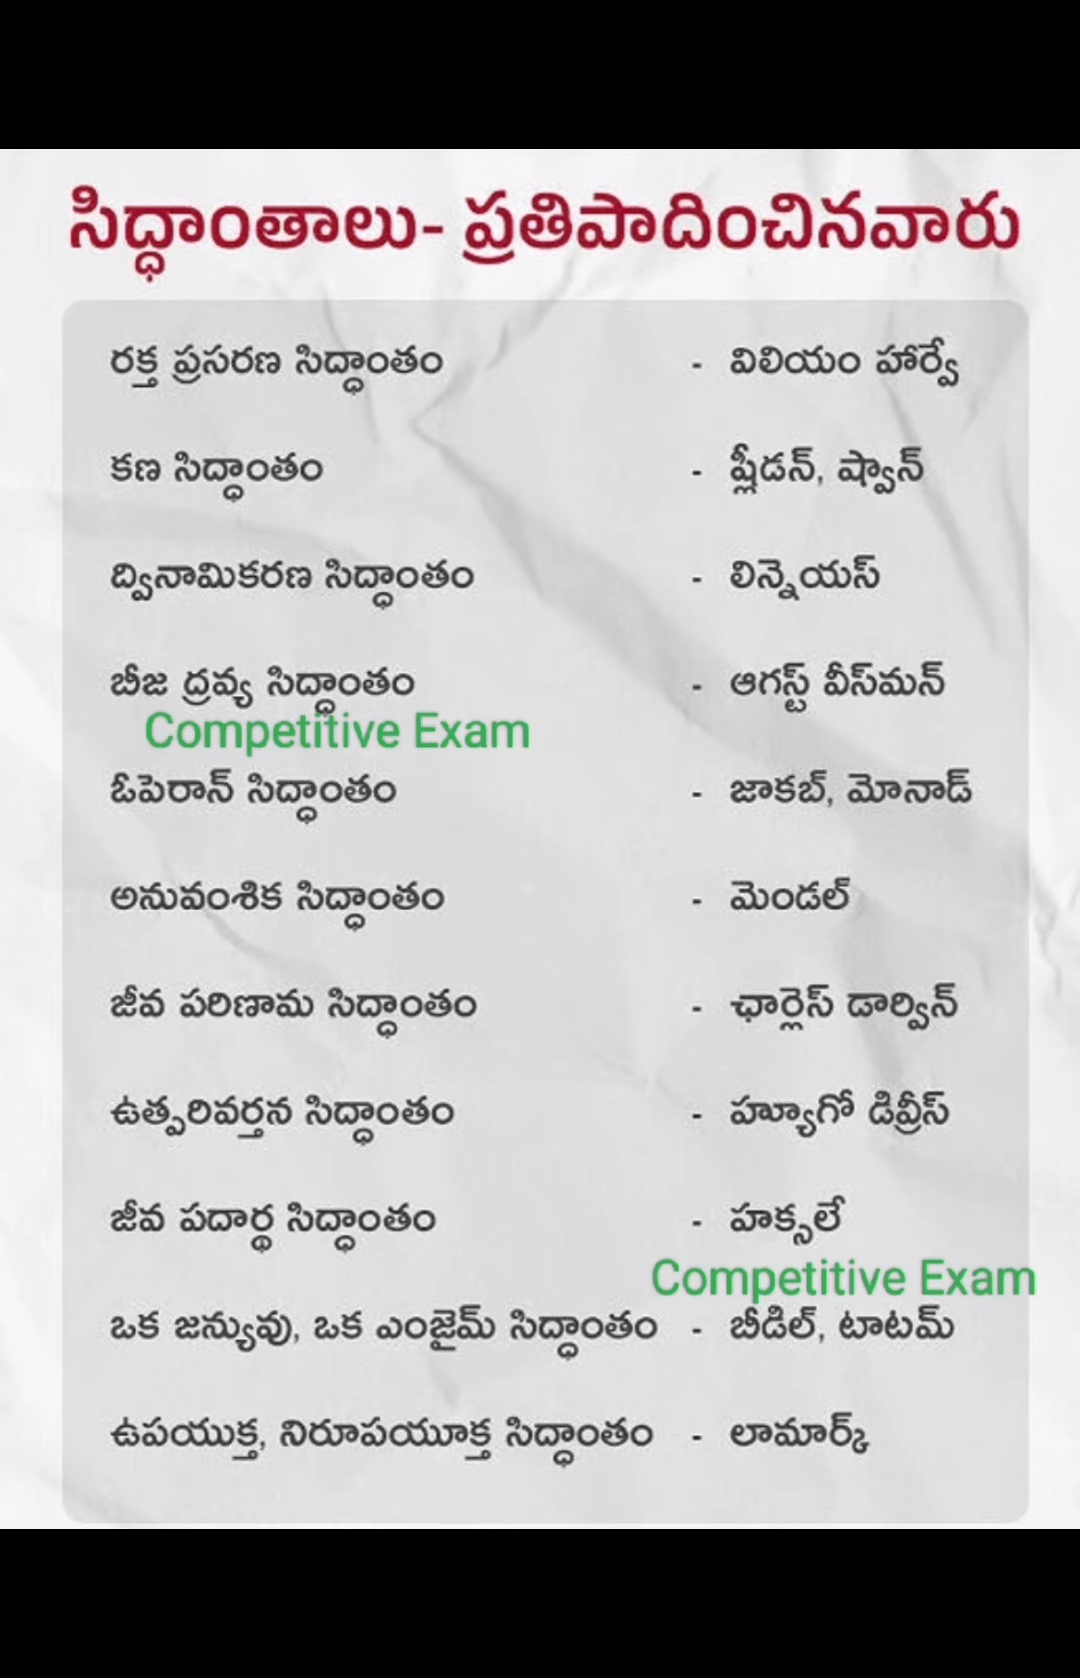 సిద్ధాంతాలు- ప్రతిపాదించినవారు
రక్త ప్రసరణ సిద్ధాంతం - విలియం హార్వే
కణ సిద్ధాంతం - ష్లీడన్, ష్వాన్
ద్వినామికరణ సిద్ధాంతం - లిన్నెయస్
బీజ ద్రవ్య సిద్ధాంతం - ఆగస్ట్ వీస్‌మన్
Competitive Exam
ఓపెరాన్ సిద్ధాంతం - జాకబ్, మోనాడ్
అనువంశిక సిద్ధాంతం - మెండల్
జీవ పరిణామ సిద్ధాంతం - ఛార్లెస్ డార్విన్
ఉత్పరివర్తన సిద్ధాంతం - హ్యూగో డివ్రీస్
జీవ పదార్థ సిద్ధాంతం - హక్సలే
Competitive Exam
ఒక జన్యువు, ఒక ఎంజైమ్ సిద్ధాంతం - బీడిల్, టాటమ్
ఉపయుక్త, నిరూపయూక్త సిద్ధాంతం - లామార్క్